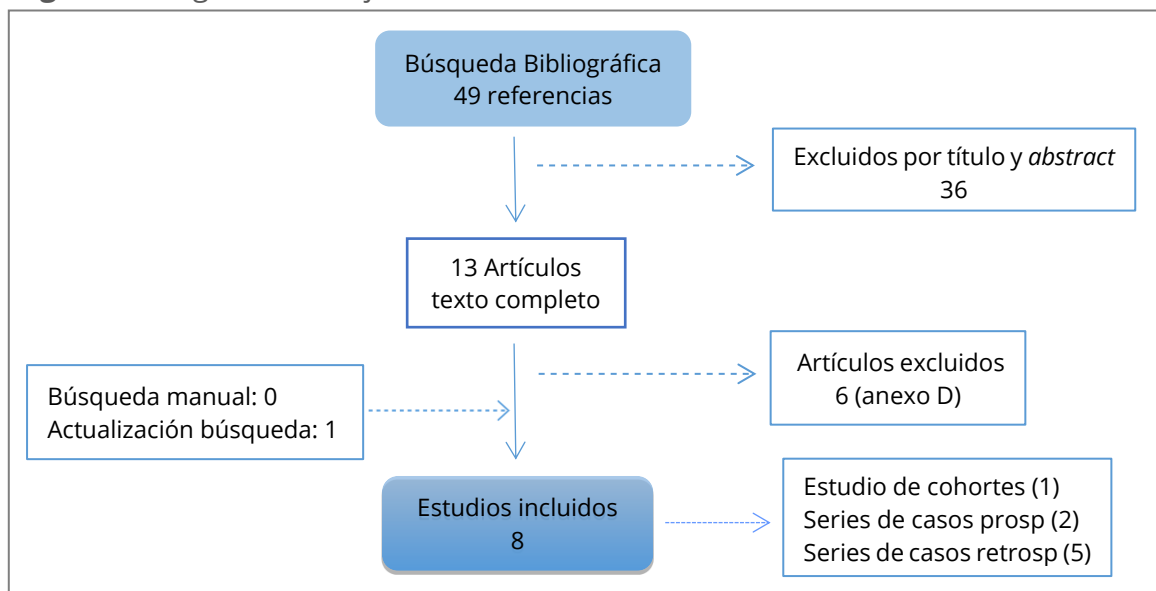 Búsqueda Bibliográfica
49 referencias
Excluidos por título y abstract
36
13 Artículos
texto completo
Artículos excluidos
6 (anexo D)
Búsqueda manual: 0
Actualización búsqueda: 1
Estudios incluidos
8
Estudio de cohortes (1)
Series de casos prosp (2)
Series de casos retrosp (5)